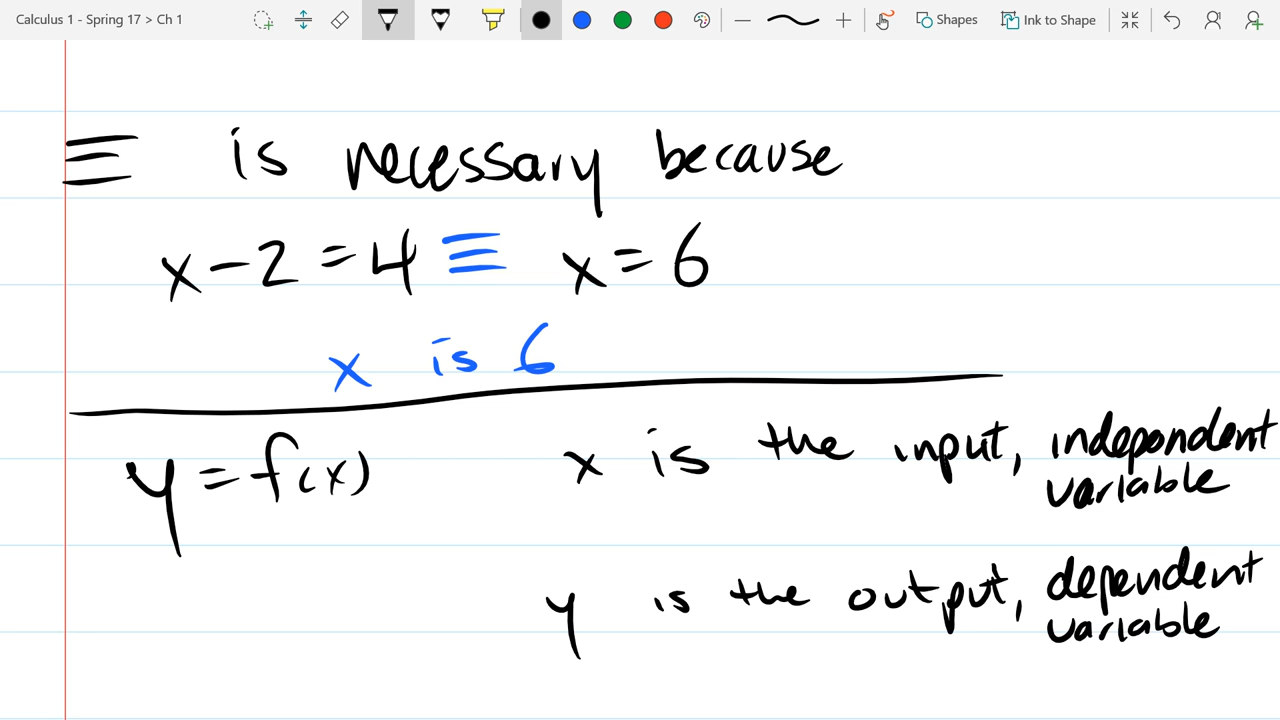 Calculus 1 - Spring 17 > Ch 1 Shapes Ink to Shape
≡ is necessary because
x-2=4 ≡ x=6
x is 6
y=f(x) x is the input, independent
variable
y is the output, dependent
variable